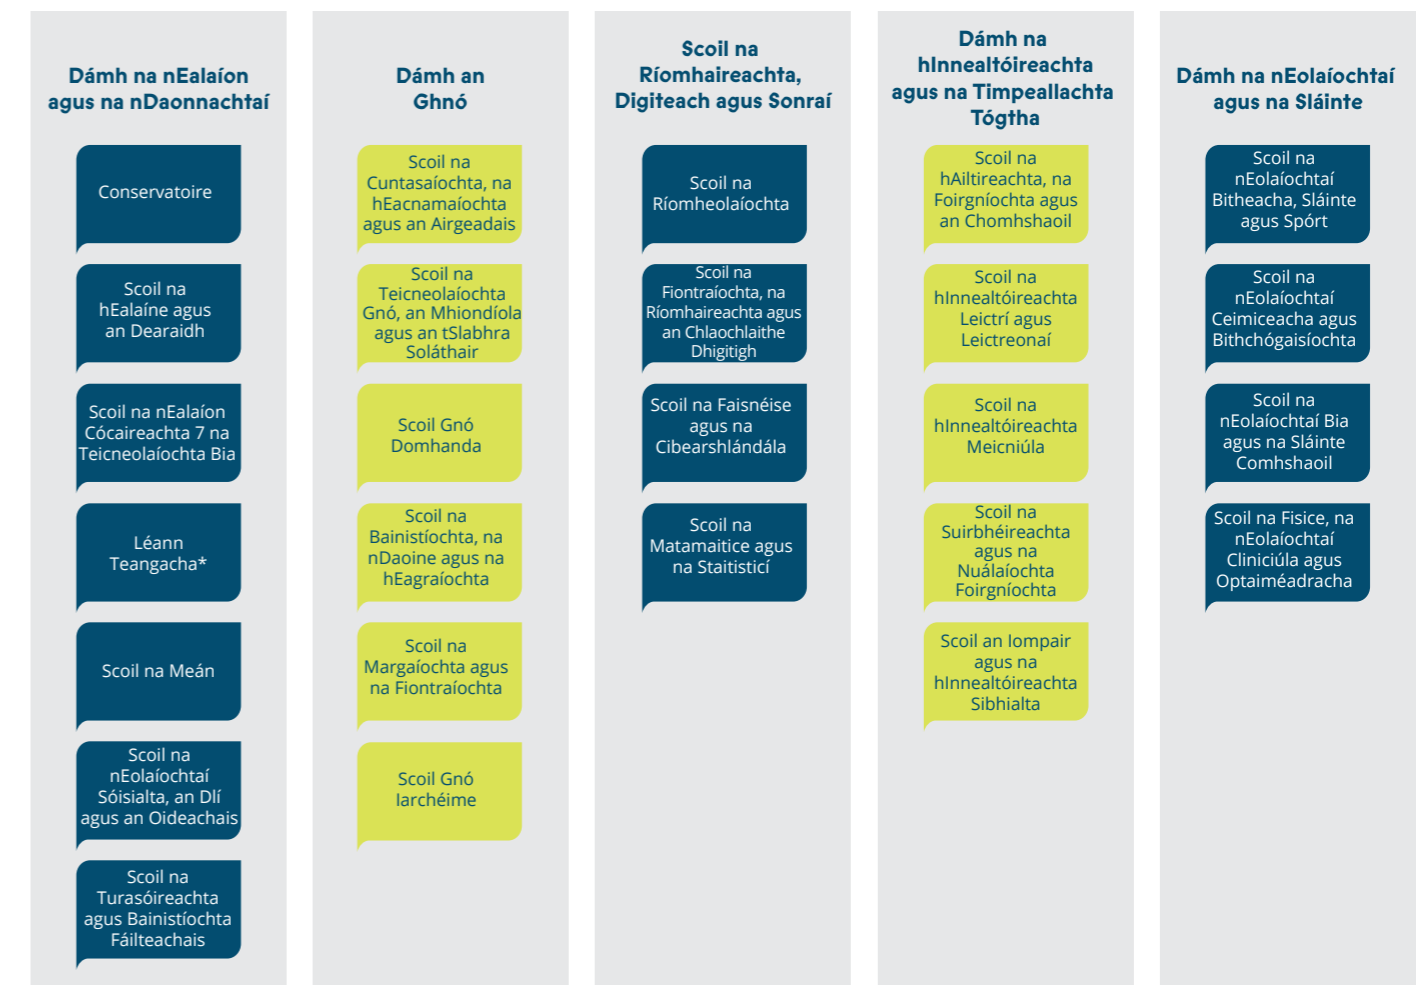 Dámh na nEalaíon
agus na nDaonnachtaí
Conservatoire
Scoil na
hEalaíne agus
an Dearaidh
Scoil na nEalaíon
Cócaireachta 7 na
Teicneolaíochta Bia
Léann
Teangacha*
Scoil na Meán
Scoil na
nEolaíochtaí
Sóisialta, an Dlí
agus an Oideachais
Scoil na
Turasóireachta
agus Bainistíochta
Fáilteachais
Dámh an
Ghnó
Scoil na
Cuntasaíochta, na
hEacnamaíochta
agus an Airgeadais
Scoil na
Teicneolaíochta
Gnó, an Mhiondíola
agus an tSlabhra
Soláthair
Scoil Gnó
Domhanda
Scoil na
Bainistíochta, na
nDaoine agus na
hEagraíochta
Scoil na
Margaíochta agus
na Fiontraíochta
Scoil Gnó
Iarchéime
Scoil na
Ríomhaireachta,
Digiteach agus Sonraí
Scoil na
Ríomheolaíochta
Scoil na
Fiontraíochta, na
Ríomhaireachta agus
an Chlaochlaithe
Dhigitigh
Scoil na Faisnéise
agus na
Cibearshlándála
Scoil na
Matamaitice agus
na Staitisticí
Dámh na
hInnealtóireachta
agus na Timpeallachta
Tógtha
Scoil na
hAiltireachta, na
Foirgníochta agus
an Chomhshaoil
Scoil na
hInnealtóireachta
Leictrí agus
Leictreonaí
Scoil na
hInnealtóireachta
Meicniúla
Scoil na
Suirbhéireachta
agus na
Nuálaíochta
Foirgníochta
Scoil an Iompair
agus na
hInnealtóireachta
Sibhialta
Dámh na nEolaíochtaí
agus na Sláinte
Scoil na
nEolaíochtaí
Bitheacha, Sláinte
agus Spórt
Scoil na
nEolaíochtaí
Ceimiceacha agus
Bithchógaisíochta
Scoil na
nEolaíochtaí Bia
agus na Sláinte
Comhshaoil
Scoil na Fisice, na
nEolaíochtaí
Cliniciúla agus
Optaiméadracha